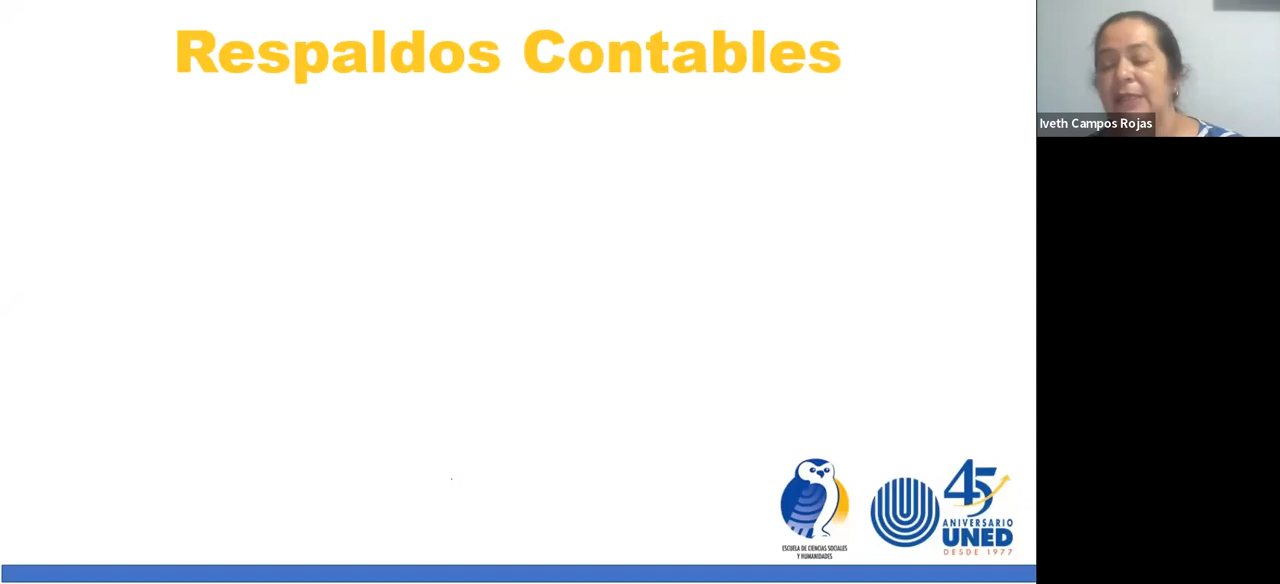 Respaldos Contables
Iveth Campos Rojas
ESCUELA DE CIENCIAS SOCIALES
Y HUMANIDADES
45
ANIVERSARIO
UNED
DESDE 1977